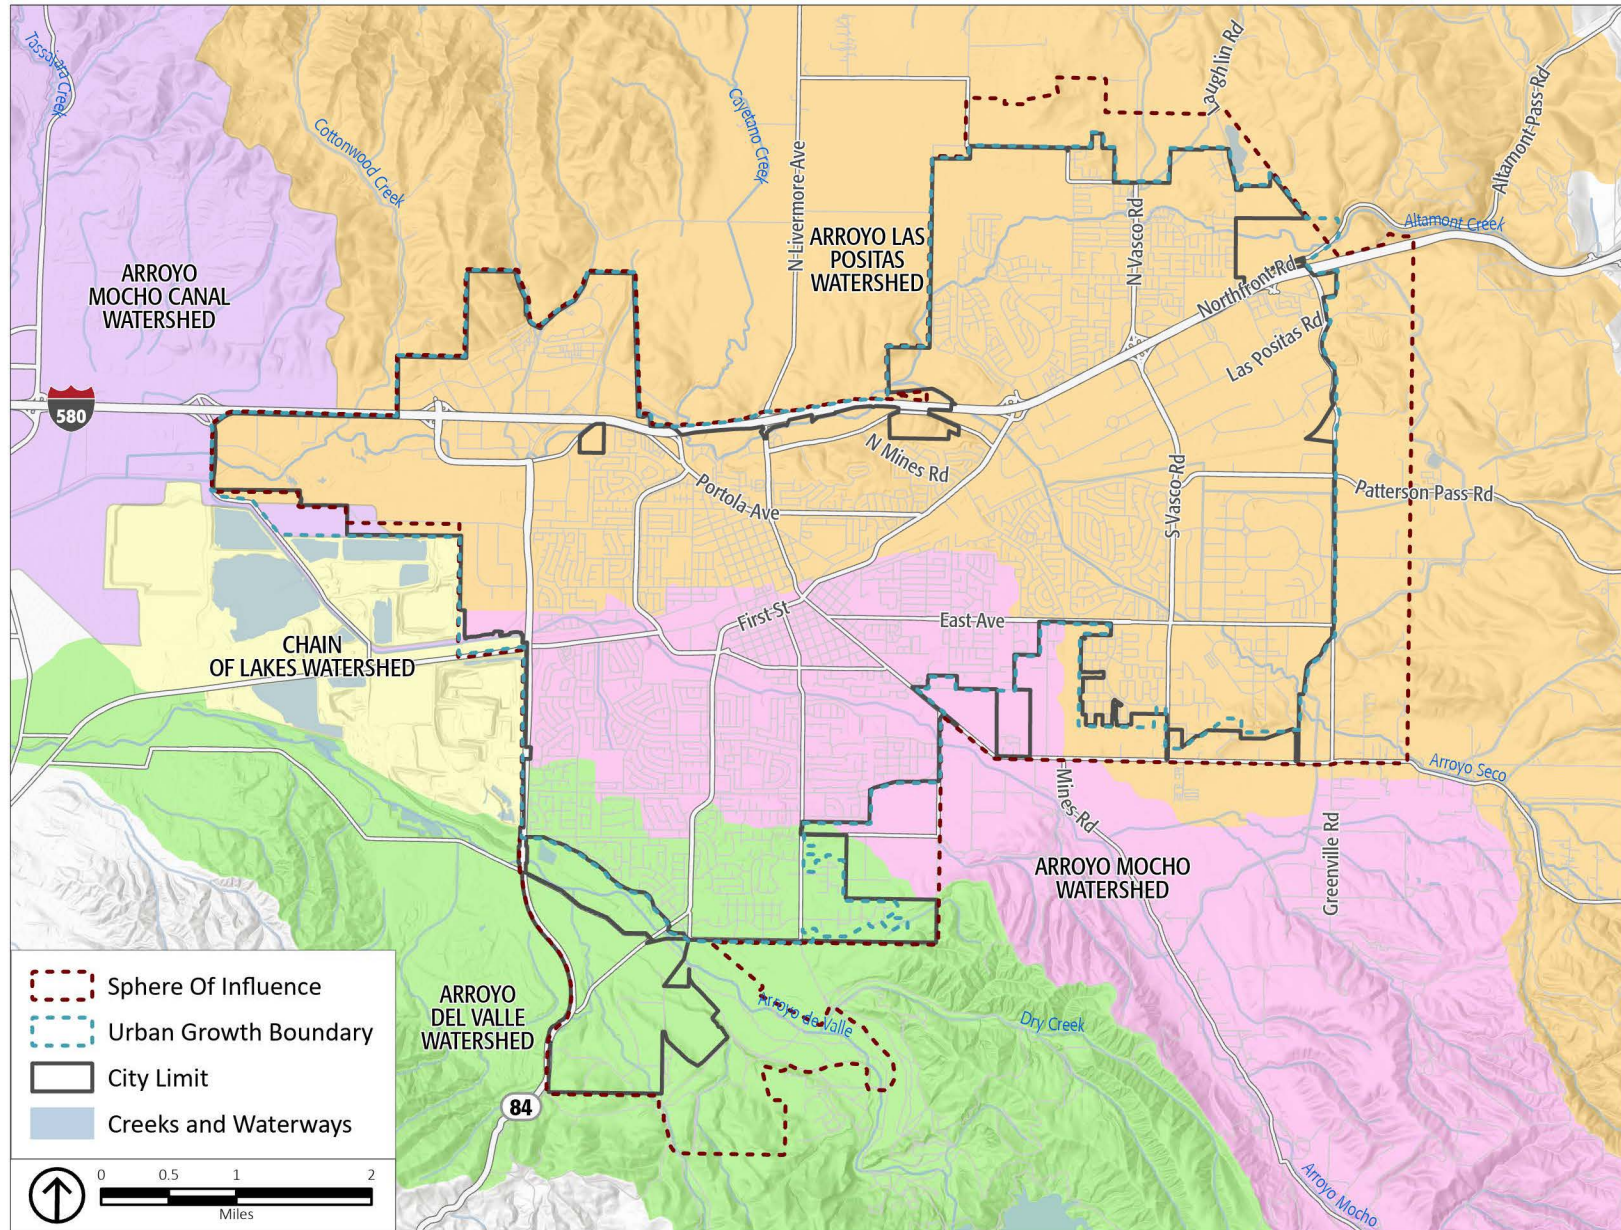 Tassajara Creek
Cottonwood Creek
Cayetano Creek
N-Livermore-Ave
Laughlin Rd
Altamont-Pass-Rd
Altamont Creek
N-Vasco-Rd
ARROYO LAS
POSITAS
WATERSHED
ARROYO
MOCHO CANAL
WATERSHED
Northfront Rd
Las Positas Rd
580
N Mines Rd
Portola-Ave
S-Vasco-Rd
Patterson Pass Rd
First-St
East Ave
CHAIN
OF LAKES WATERSHED
Arroyo Seco
Mines-Rd
Greenville Rd
ARROYO MOCHO
WATERSHED
ARROYO
DEL VALLE
WATERSHED
Arroyo de Valle
Dry Creek
84
Arroyo Mocho
Sphere Of Influence
Urban Growth Boundary
City Limit
Creeks and Waterways
0 0.5 1 2
Miles